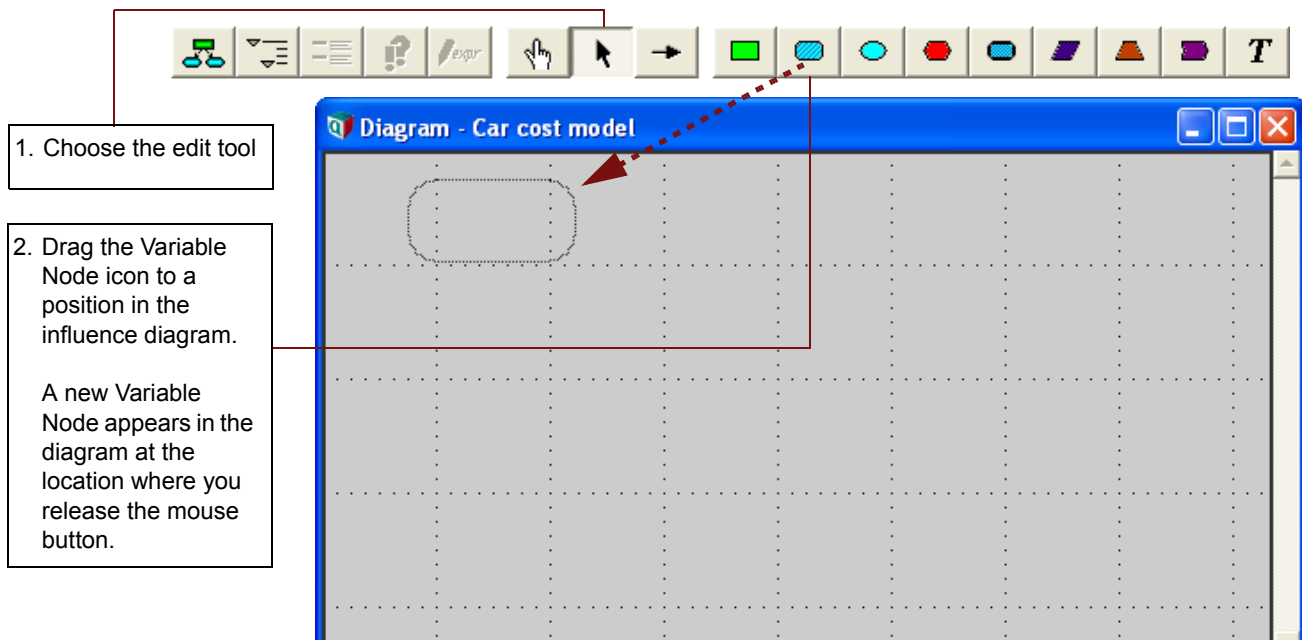 expr
T
Diagram - Car cost model
1. Choose the edit tool
2. Drag the Variable
Node icon to a
position in the
influence diagram.
A new Variable
Node appears in the
diagram at the
location where you
release the mouse
button.